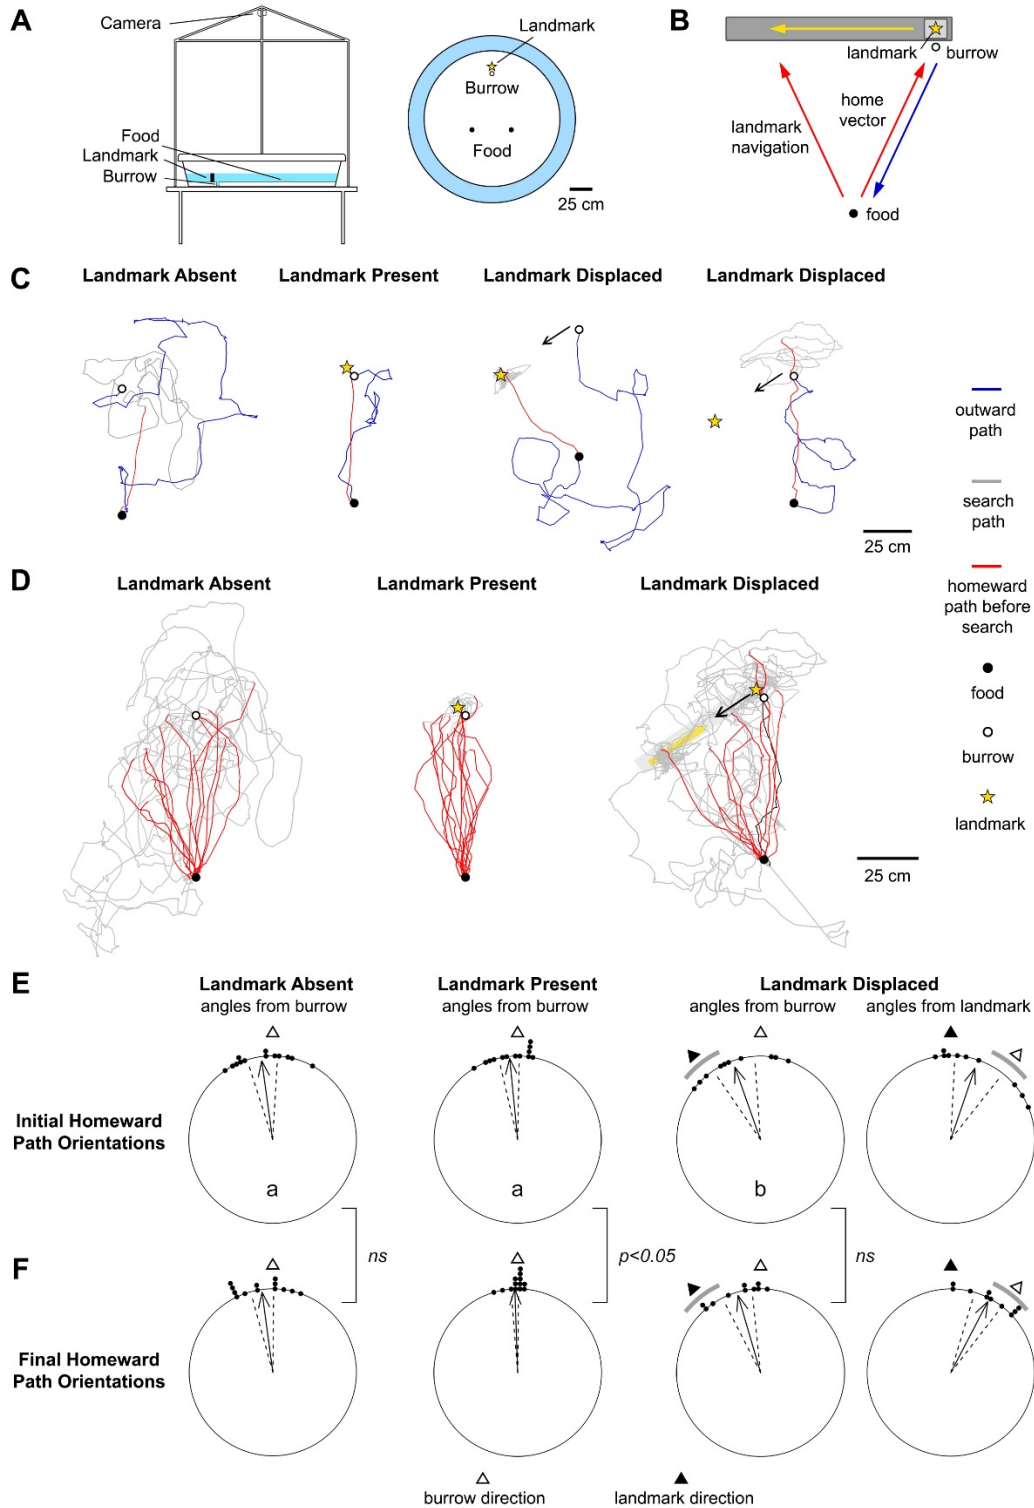 A
Camera
Food
Landmark
Burrow
Landmark
Burrow
Food
25 cm
B
landmark
burrow
home
vector
landmark
navigation
food
C
Landmark Absent
Landmark Present
Landmark Displaced
Landmark Displaced
25 cm
outward
path
search
path
homeward
path before
search
food
burrow
landmark
D
Landmark Absent
Landmark Present
Landmark Displaced
25 cm
E
Landmark Absent
angles from burrow
Landmark Present
angles from burrow
Landmark Displaced
angles from burrow
angles from landmark
Initial Homeward
Path Orientations
a
a
b
ns
p<0.05
ns
F
Final Homeward
Path Orientations
burrow direction
landmark direction